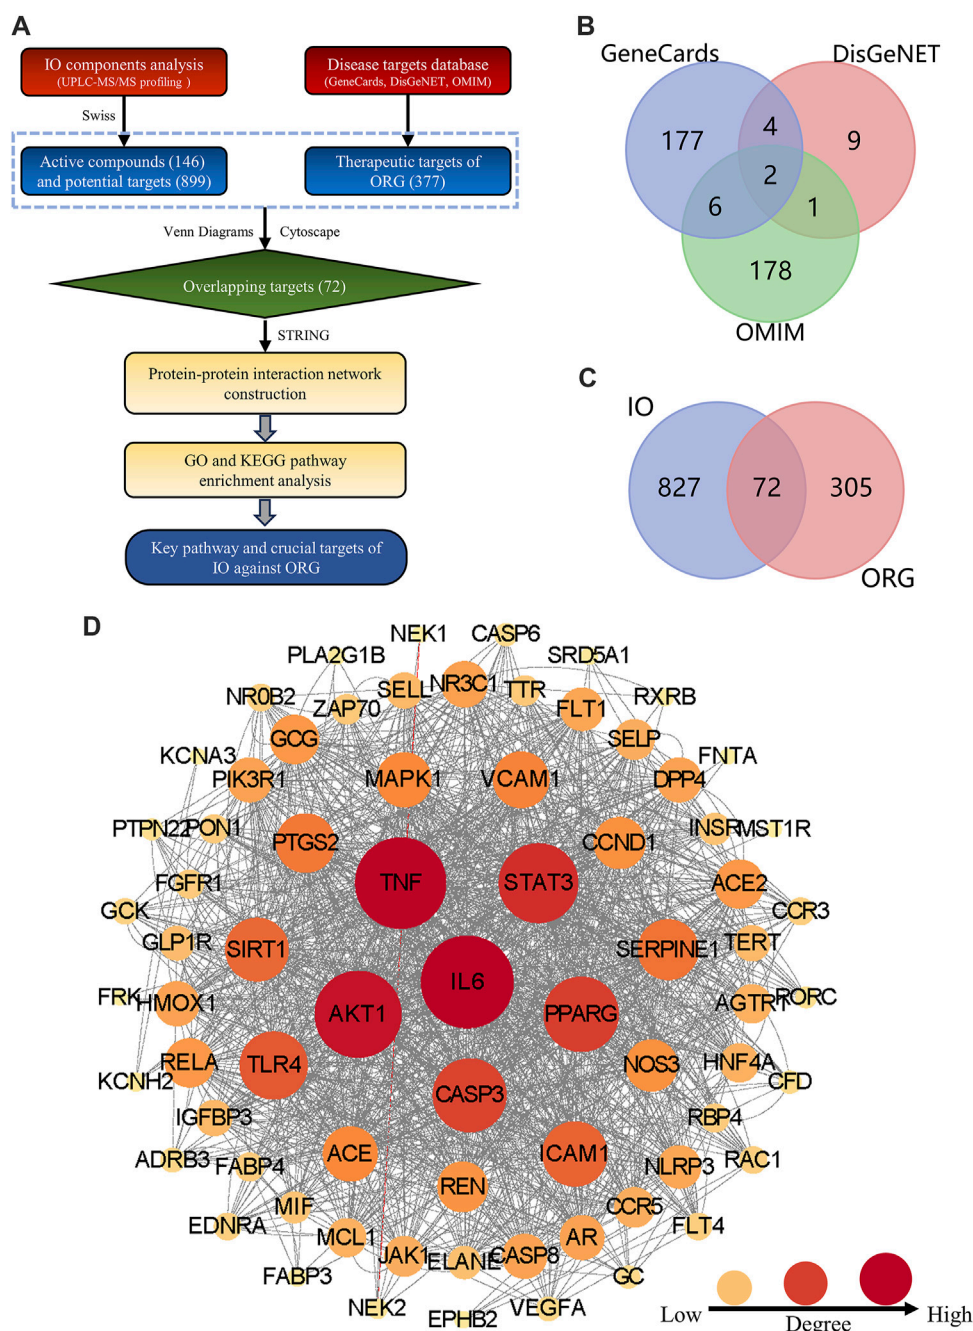 A
IO components analysis
(UPLC-MS/MS profiling )
Disease targets database
(GeneCards, DisGeNET, OMIM)
Swiss
Active compounds (146)
and potential targets (899)
Therapeutic targets of
ORG (377)
Venn Diagrams
Cytoscape
Overlapping targets (72)
STRING
Protein-protein interaction network
construction
GO and KEGG pathway
enrichment analysis
Key pathway and crucial targets of
IO against ORG
B
GeneCards
DisGeNET
177
4
9
2
6
1
178
OMIM
C
IO
827
72
305
ORG
D
NEK1
CASP6
PLA2G1B
SRD5A1
NR0B2
ZAP70
SELL
NR3C1
TTR
FLT1
RXRB
GCG
SELP
KCNA3
PIK3R1
MAPK1
VCAM1
DPP4
FNTA
PTPN22
PON1
PTGS2
CCND1
INSR
MST1R
FGFR1
TNF
STAT3
ACE2
GCK
CCR3
GLP1R
SIRT1
SERPINE1
TERT
IL6
FRK
HMOX1
AKT1
PPARG
AGTR1
RORC
RELA
TLR4
NOS3
HNF4A
KCNH2
CASP3
CFD
IGFBP3
RBP4
ADRB3
FABP4
ACE
ICAM1
NLRP3
RAC1
REN
EDNRA
MIF
CCR5
FLT4
MCL1
JAK1
ELANE
CASP8
AR
FABP3
GC
NEK2
EPHB2
VEGFA
Low
High
Degree